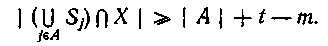 | (⋃_{j∈A} S_j) ∩ X | ⩾ | A | + t − m.